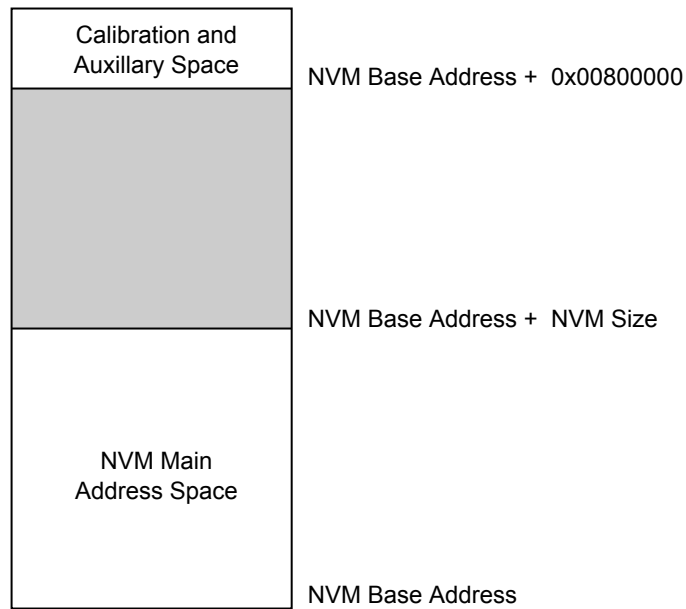 Calibration and
Auxillary Space
NVM Base Address + 0x00800000
NVM Base Address + NVM Size
NVM Main
Address Space
NVM Base Address